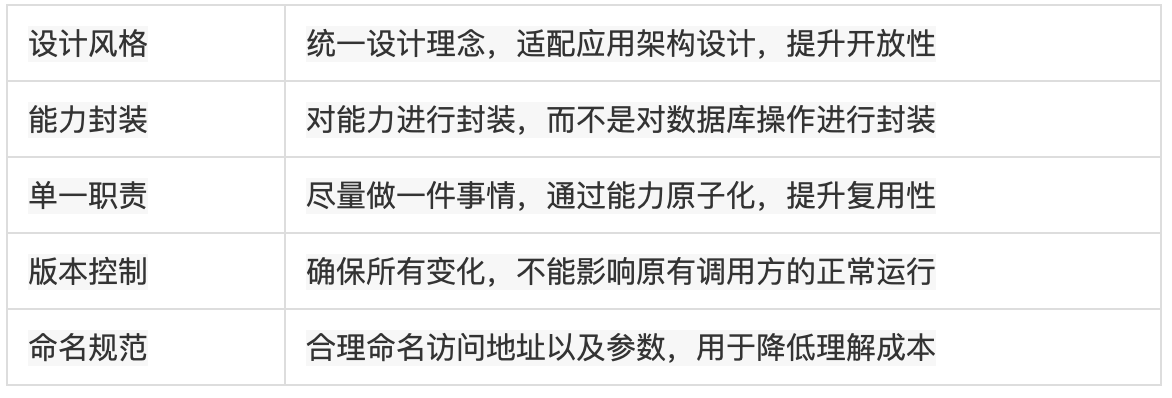 设计风格 统一设计理念，适配应用架构设计，提升开放性
能力封装 对能力进行封装，而不是对数据库操作进行封装
单一职责 尽量做一件事情，通过能力原子化，提升复用性
版本控制 确保所有变化，不能影响原有调用方的正常运行
命名规范 合理命名访问地址以及参数，用于降低理解成本